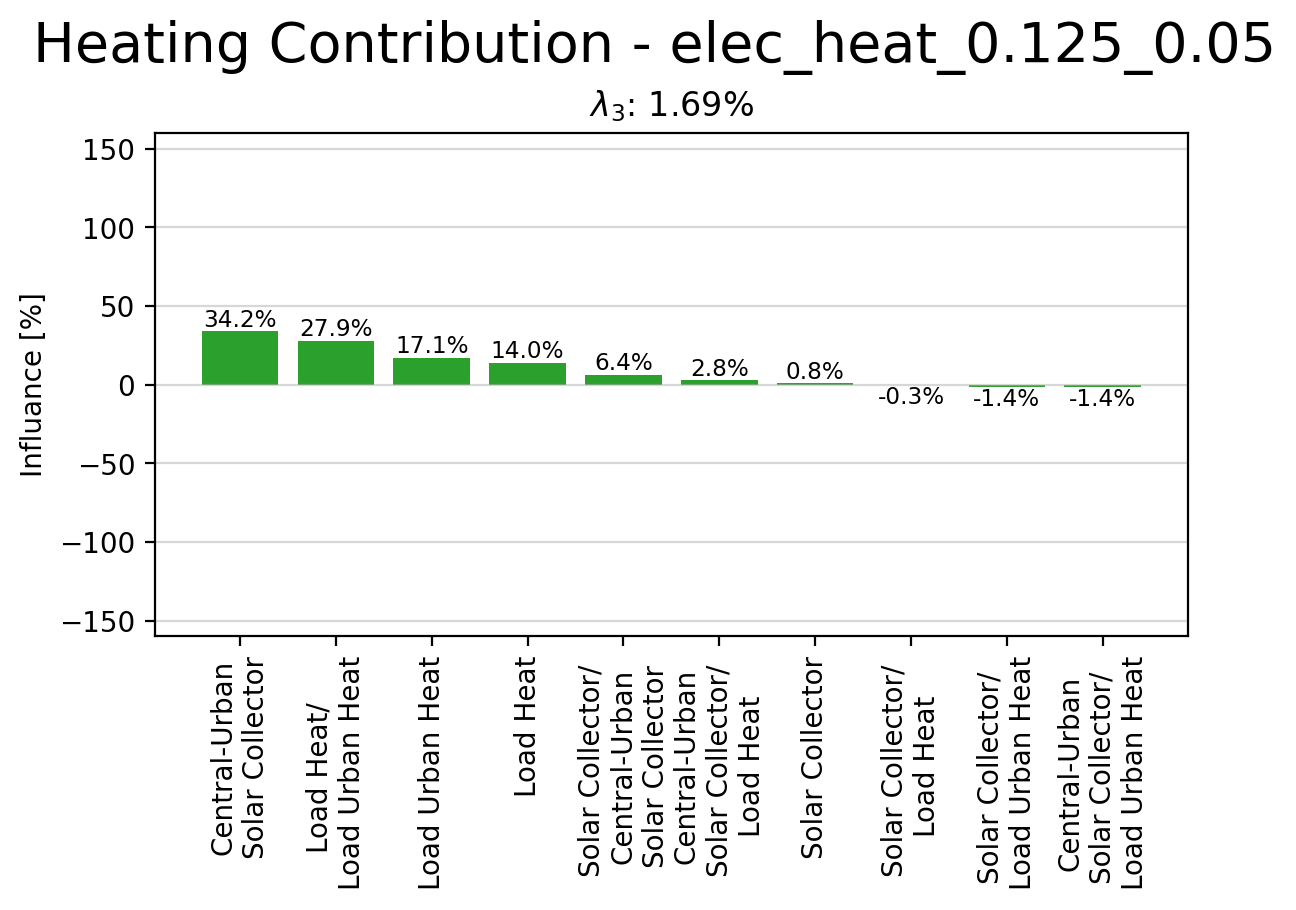 Heating Contribution - elec_heat_0.125_0.05
λ3: 1.69%
Influance [%]
150
100
50
0
−50
−100
−150
34.2%
27.9%
17.1%
14.0%
6.4%
2.8%
0.8%
-0.3%
-1.4%
-1.4%
Central-Urban
Solar Collector
Load Heat/
Load Urban Heat
Load Urban Heat
Load Heat
Solar Collector/
Central-Urban
Solar Collector
Central-Urban
Solar Collector/
Load Heat
Solar Collector
Solar Collector/
Load Heat
Solar Collector/
Load Urban Heat
Central-Urban
Solar Collector/
Load Urban Heat